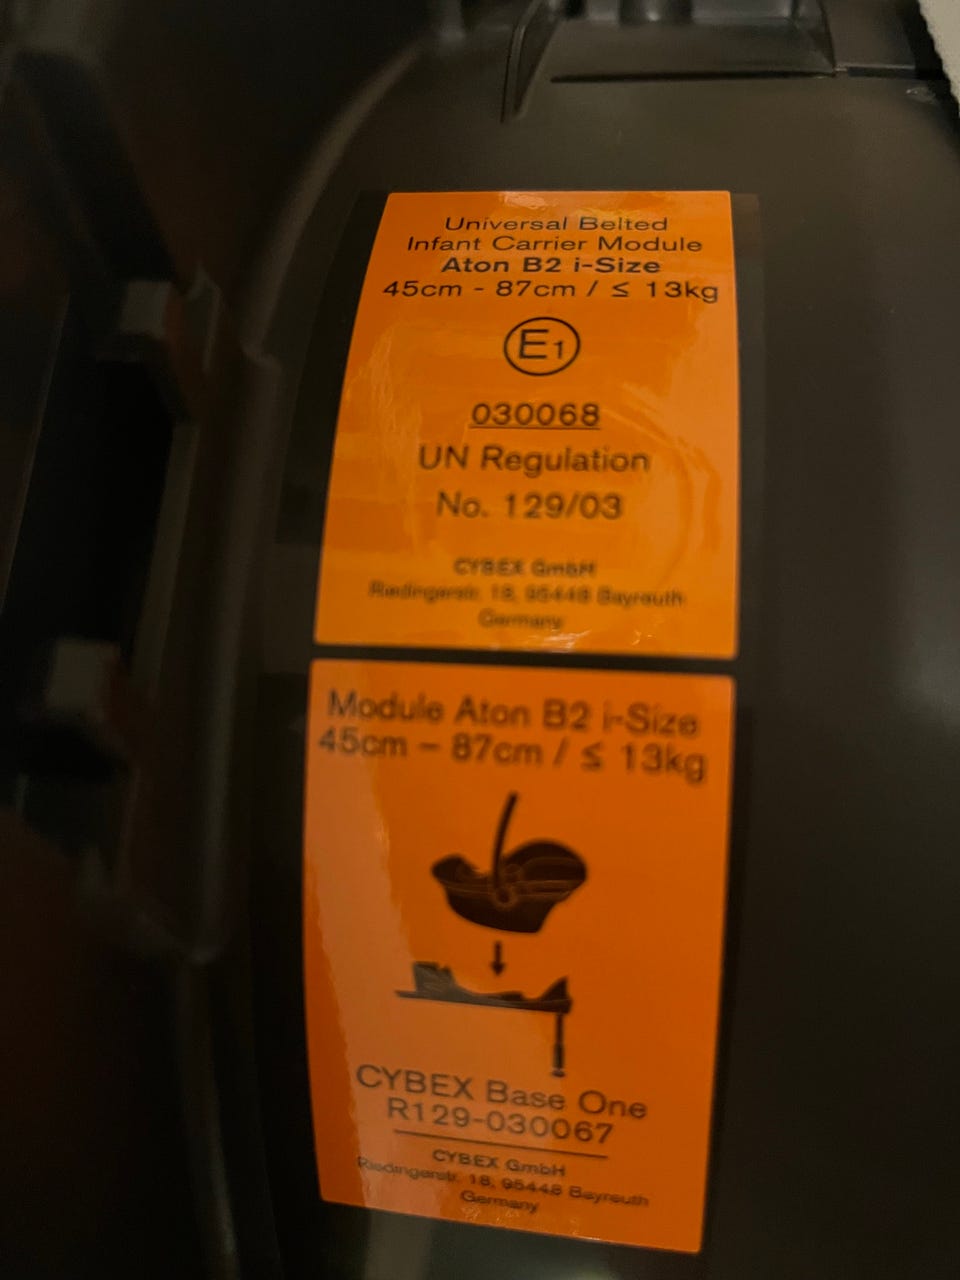 Universal Belted
Infant Carrier Module
Aton B2 i-Size
45cm - 87cm / ≤ 13kg
E1
030068
UN Regulation
No. 129/03
CYBEX GmbH
Riedingerstr. 18, 95448 Bayreuth
Germany
Module Aton B2 i-Size
45cm – 87cm / ≤ 13kg
CYBEX Base One
R129-030067
CYBEX GmbH
Riedingerstr. 18, 95448 Bayreuth
Germany